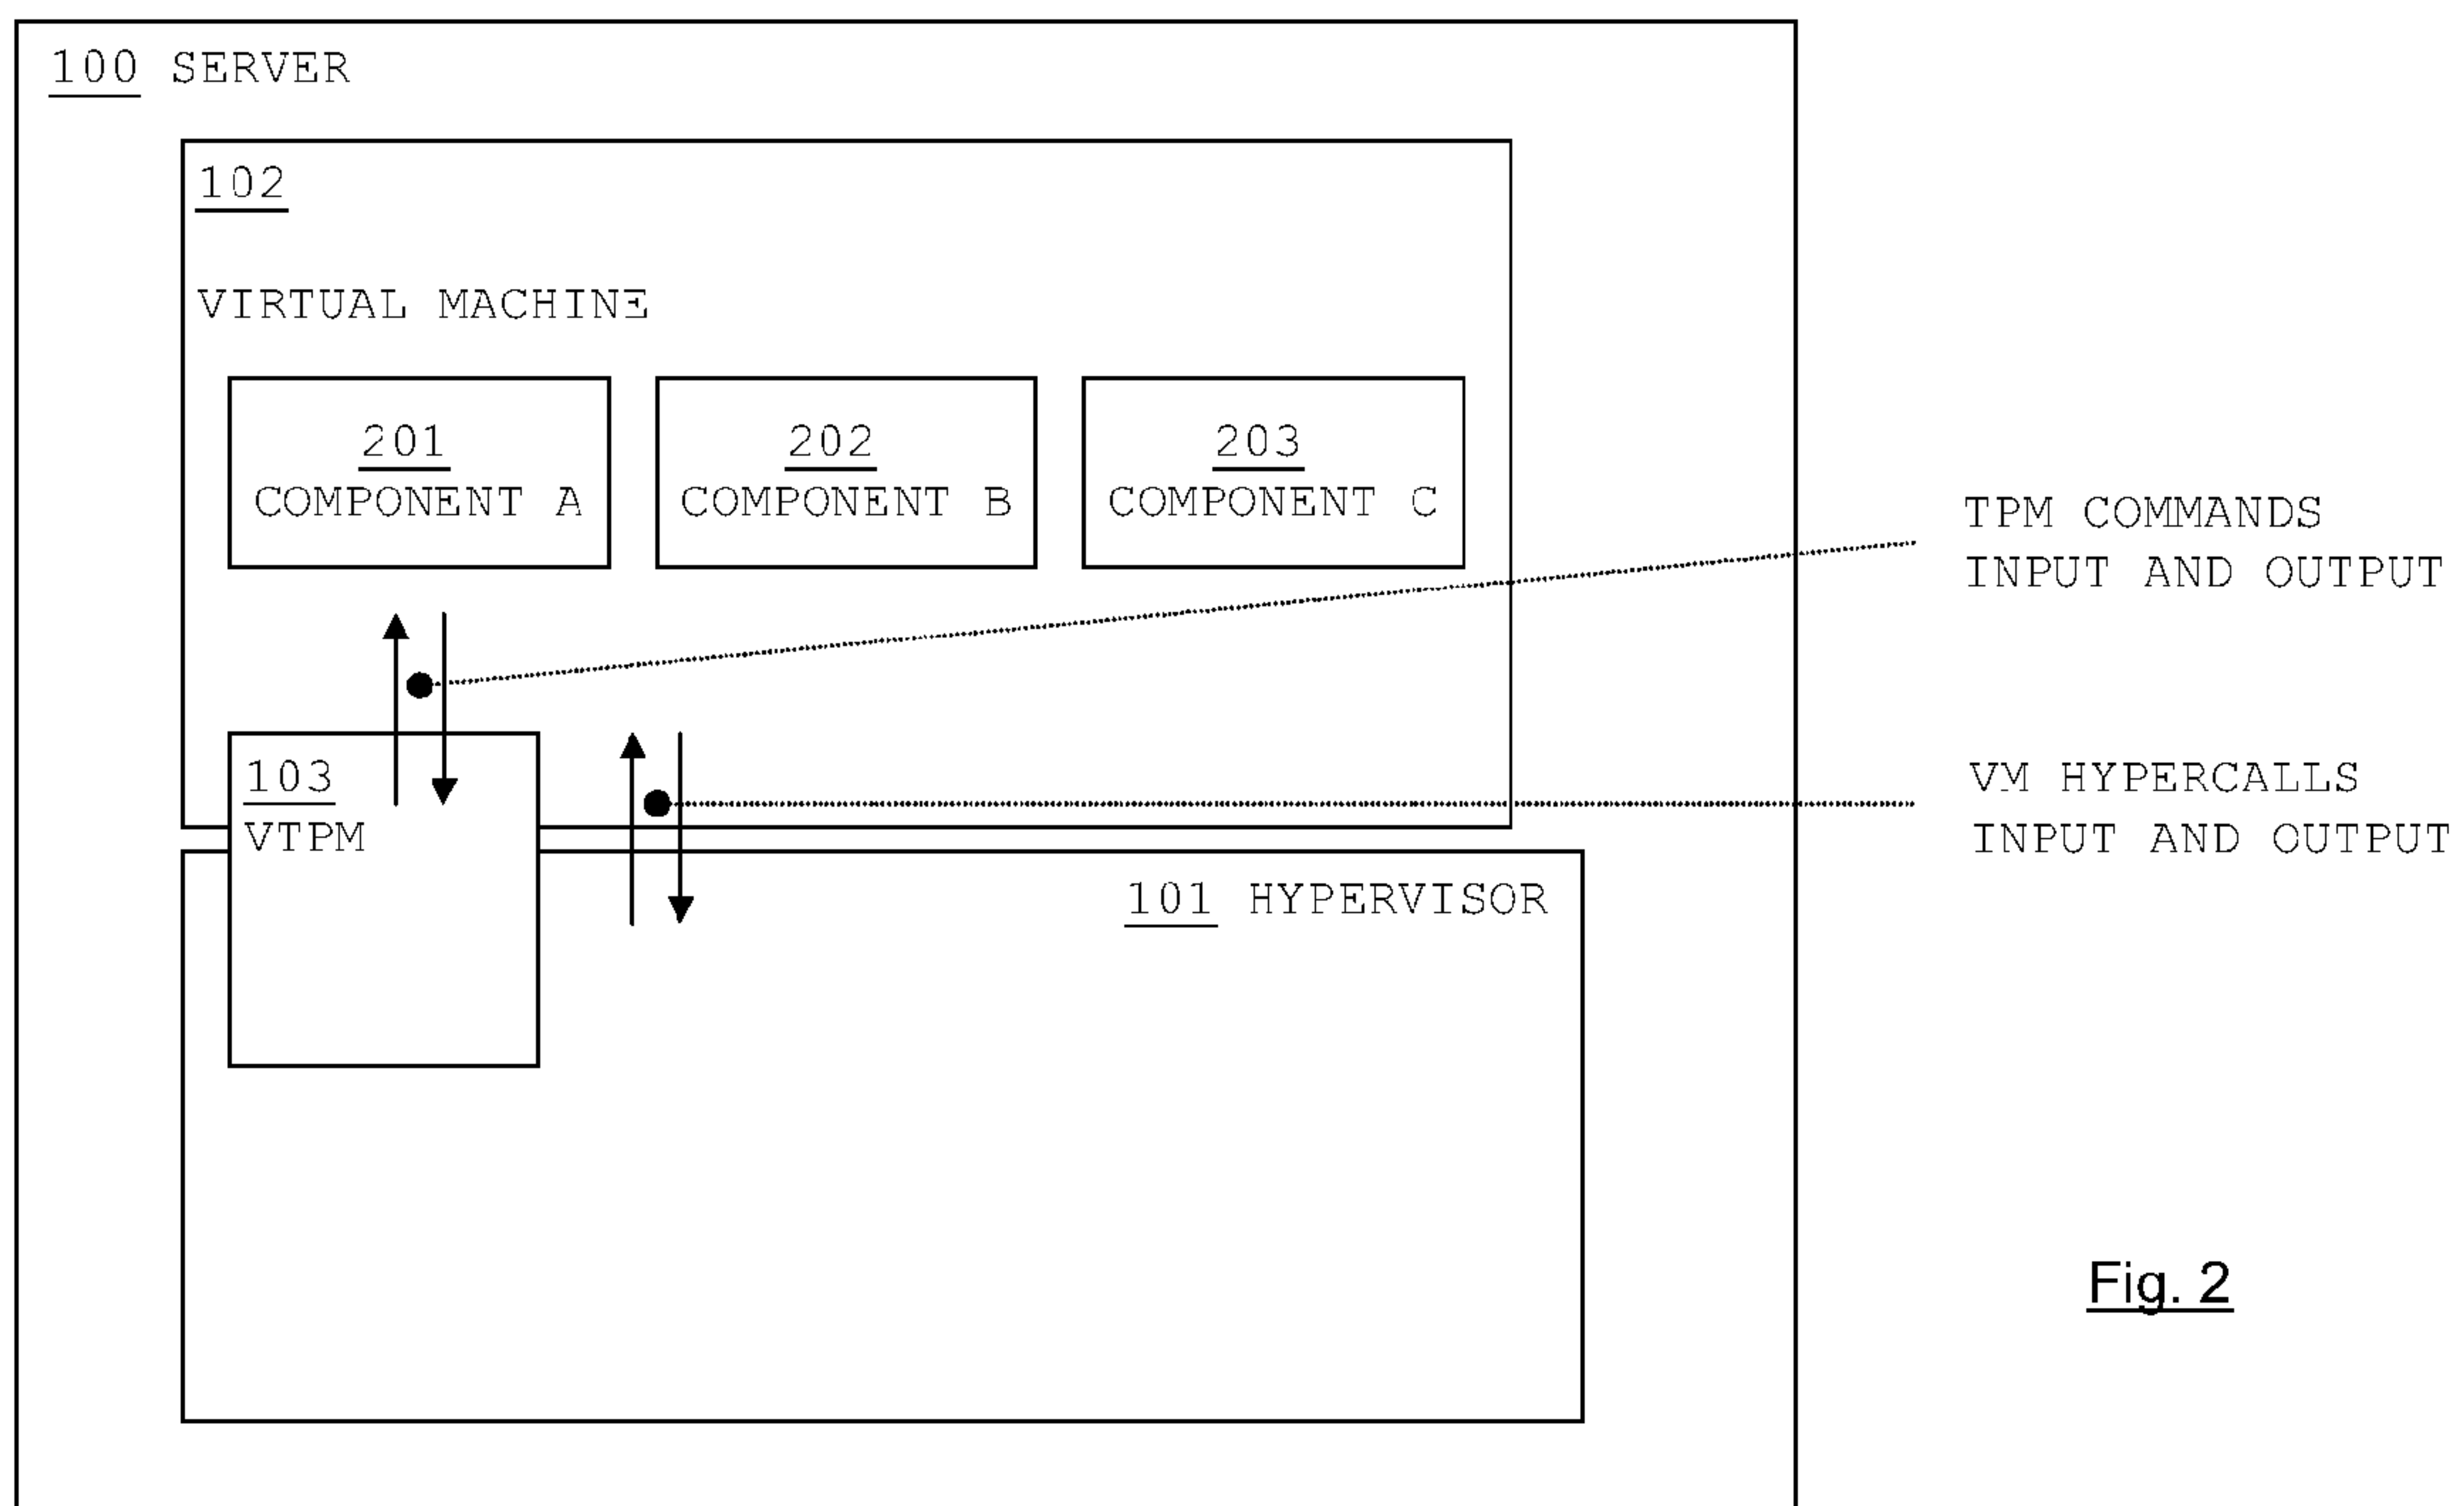 100 SERVER
102
VIRTUAL MACHINE
201
COMPONENT A
202
COMPONENT B
203
COMPONENT C
TPM COMMANDS
INPUT AND OUTPUT
103
VTPM
VM HYPERCALLS
INPUT AND OUTPUT
101 HYPERVISOR
Fig. 2